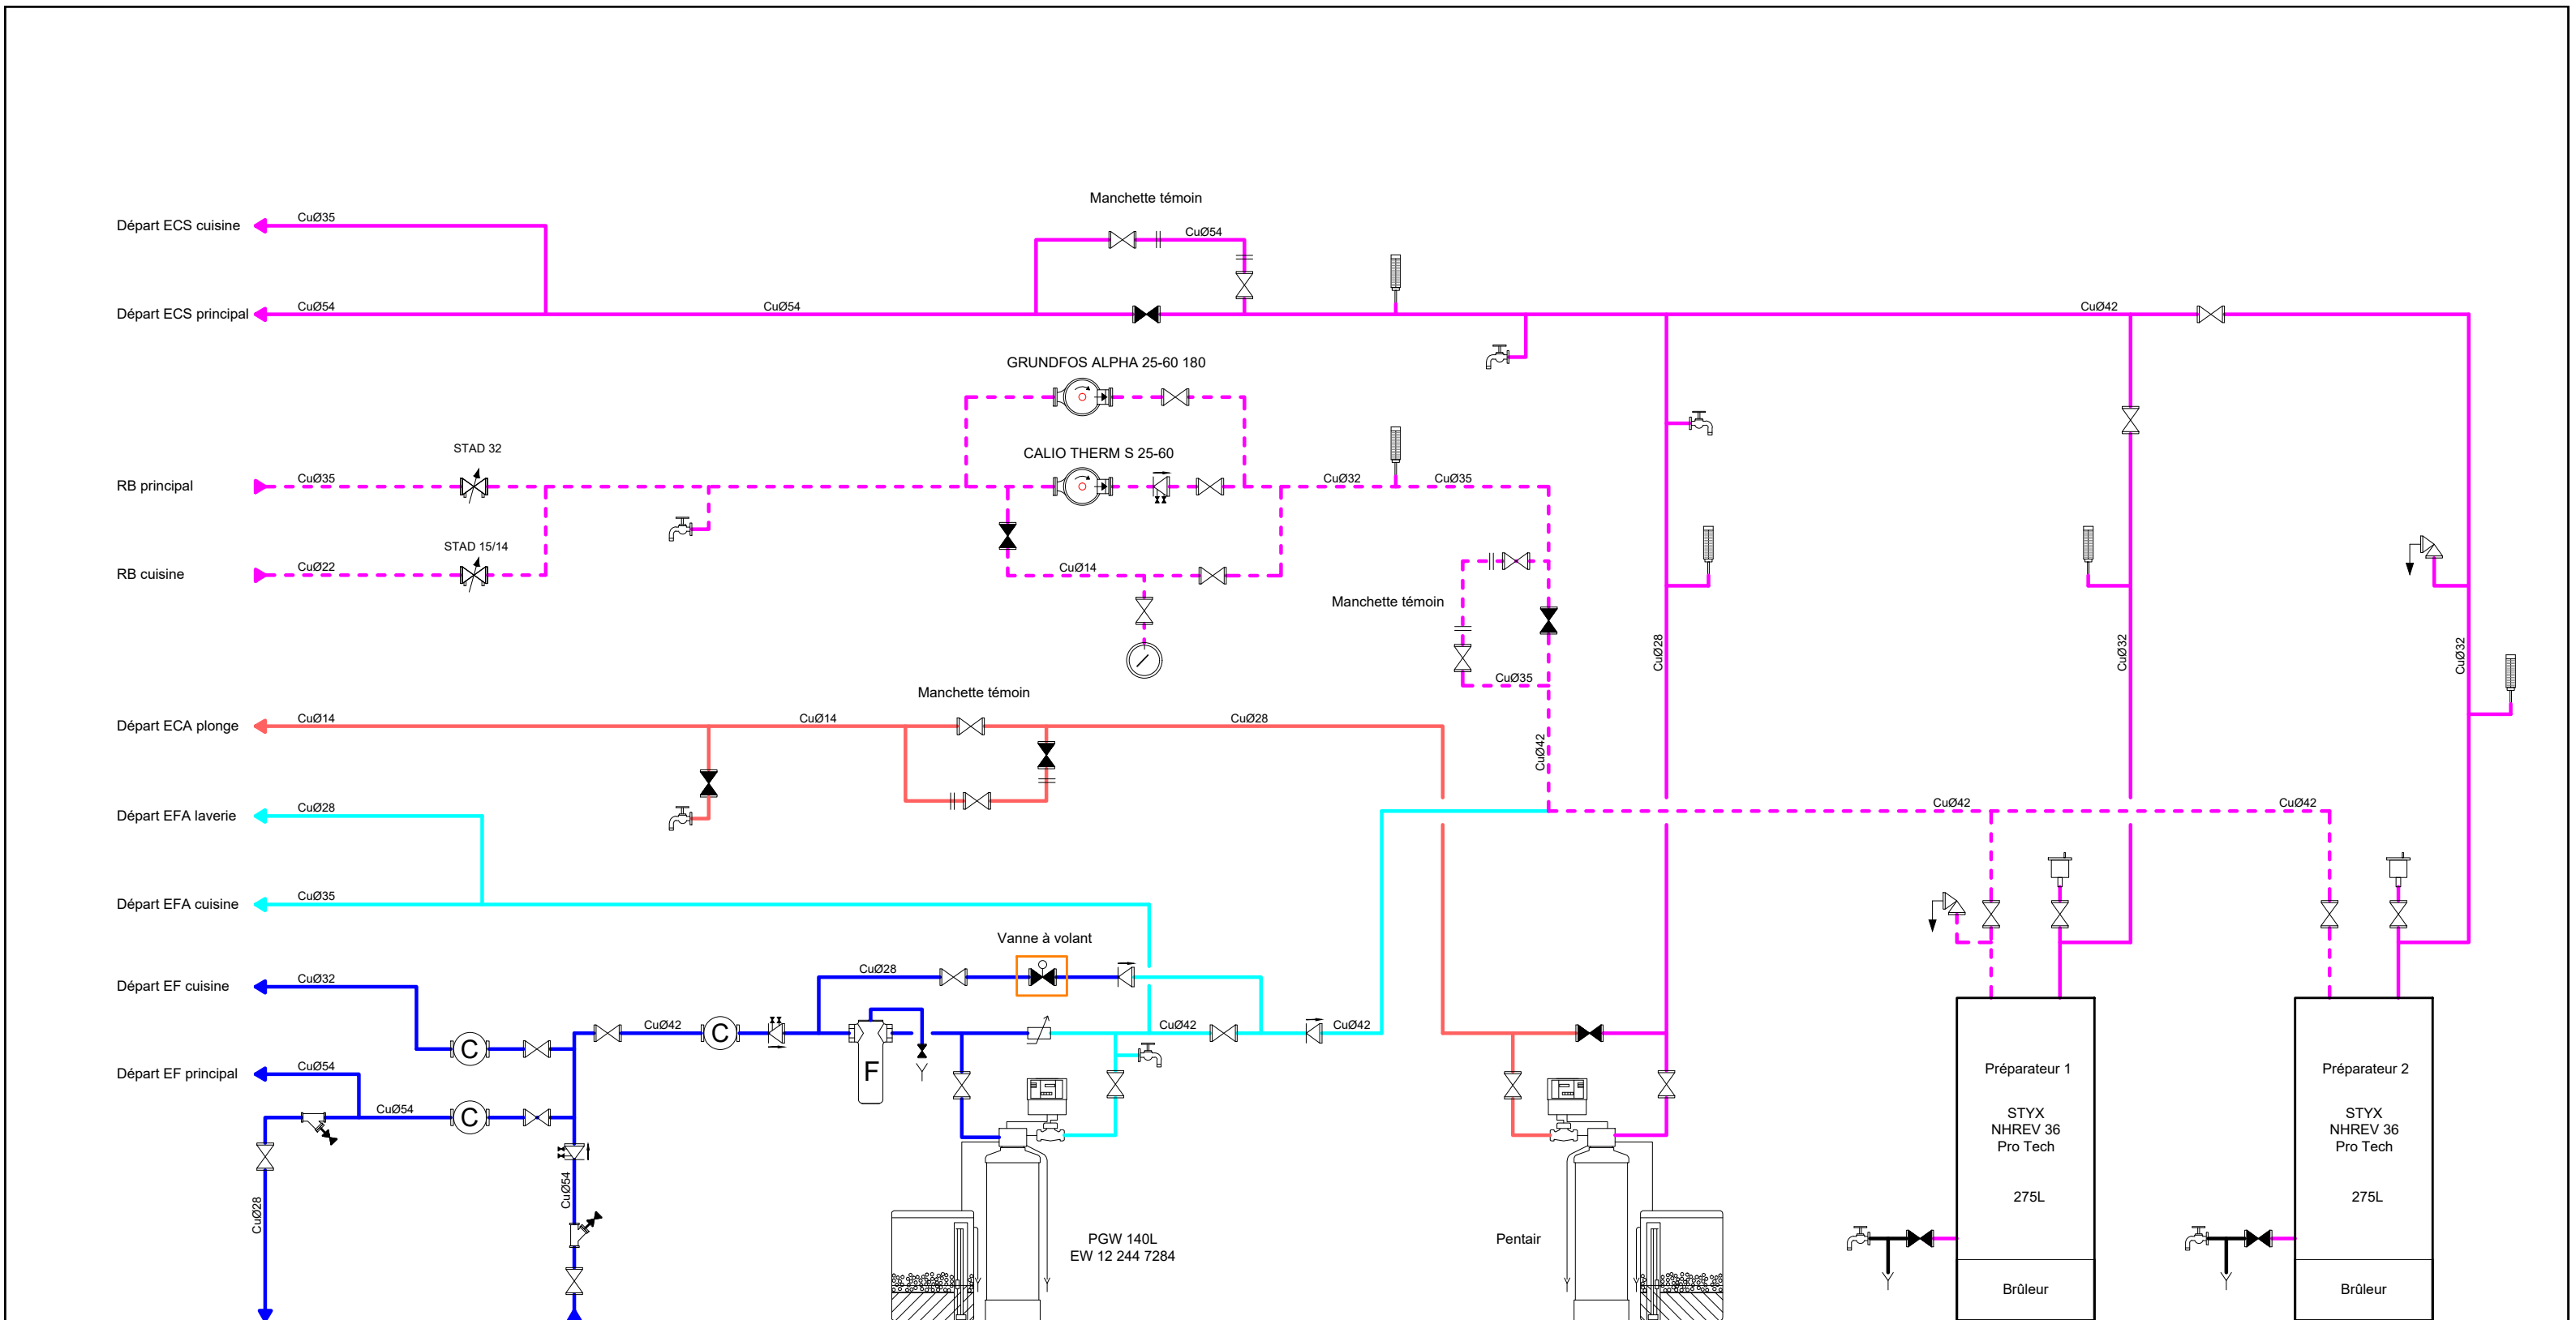 Manchette témoin
Départ ECS cuisine
CuØ35
CuØ54
Départ ECS principal
CuØ54
CuØ54
CuØ42
GRUNDFOS ALPHA 25-60 180
STAD 32
CALIO THERM S 25-60
RB principal
CuØ35
CuØ32
CuØ35
STAD 15/14
RB cuisine
CuØ22
CuØ14
Manchette témoin
CuØ28
CuØ32
CuØ32
CuØ35
Manchette témoin
Départ ECA plonge
CuØ14
CuØ14
CuØ28
CuØ42
Départ EFA laverie
CuØ28
CuØ42
CuØ42
Départ EFA cuisine
CuØ35
Vanne à volant
CuØ28
Départ EF cuisine
CuØ32
CuØ42
C
CuØ42
CuØ42
C
F
Départ EF principal
CuØ54
CuØ54
C
Préparateur 1
STYX
NHREV 36
Pro Tech
275L
Brûleur
Préparateur 2
STYX
NHREV 36
Pro Tech
275L
Brûleur
CuØ28
CuØ54
PGW 140L
EW 12 244 7284
Pentair